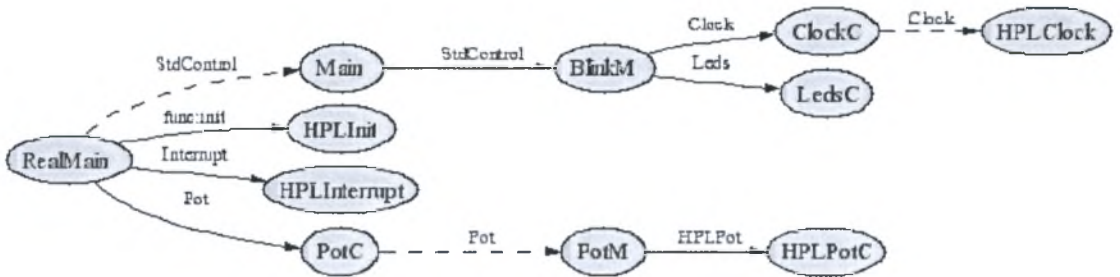 Clock
ClockC
Clock
HPLClock
StdControl
Main
StdControl
BlinkM
Leds
LedsC
func:init
HPLInit
RealMain
Interrupt
HPLInterrupt
Pot
PotC
Pot
PotM
HPLPot
HPLPotC